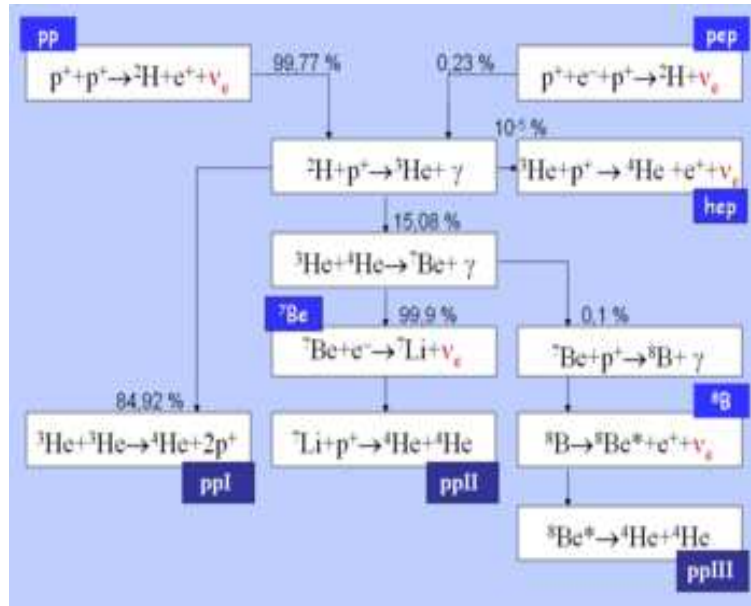 pp
p⁺+p⁺→²H+e⁺+νₑ
99,77 %
pep
0,23 %
p⁺+e⁻+p⁺→²H+νₑ
²H+p⁺→³He+ γ
10⁻⁵ %
³He+p⁺→ ⁴He +e⁺+νₑ
hep
15,08 %
³He+⁴He→⁷Be+ γ
⁷Be
99,9 %
⁷Be+e⁻→⁷Li+νₑ
0,1 %
⁷Be+p⁺→⁸B+ γ
84,92 %
³He+³He→⁴He+2p⁺
ppI
⁷Li+p⁺→⁴He+⁴He
ppII
⁸B
⁸B→⁸Be*+e⁺+νₑ
⁸Be*→⁴He+⁴He
ppIII